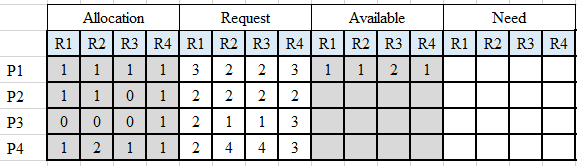 Allocation Request Available Need
R1 R2 R3 R4 R1 R2 R3 R4 R1 R2 R3 R4 R1 R2 R3 R4
P1 1 1 1 1 3 2 2 3 1 1 2 1
P2 1 1 0 1 2 2 2 2
P3 0 0 0 1 2 1 1 3
P4 1 2 1 1 2 4 4 3